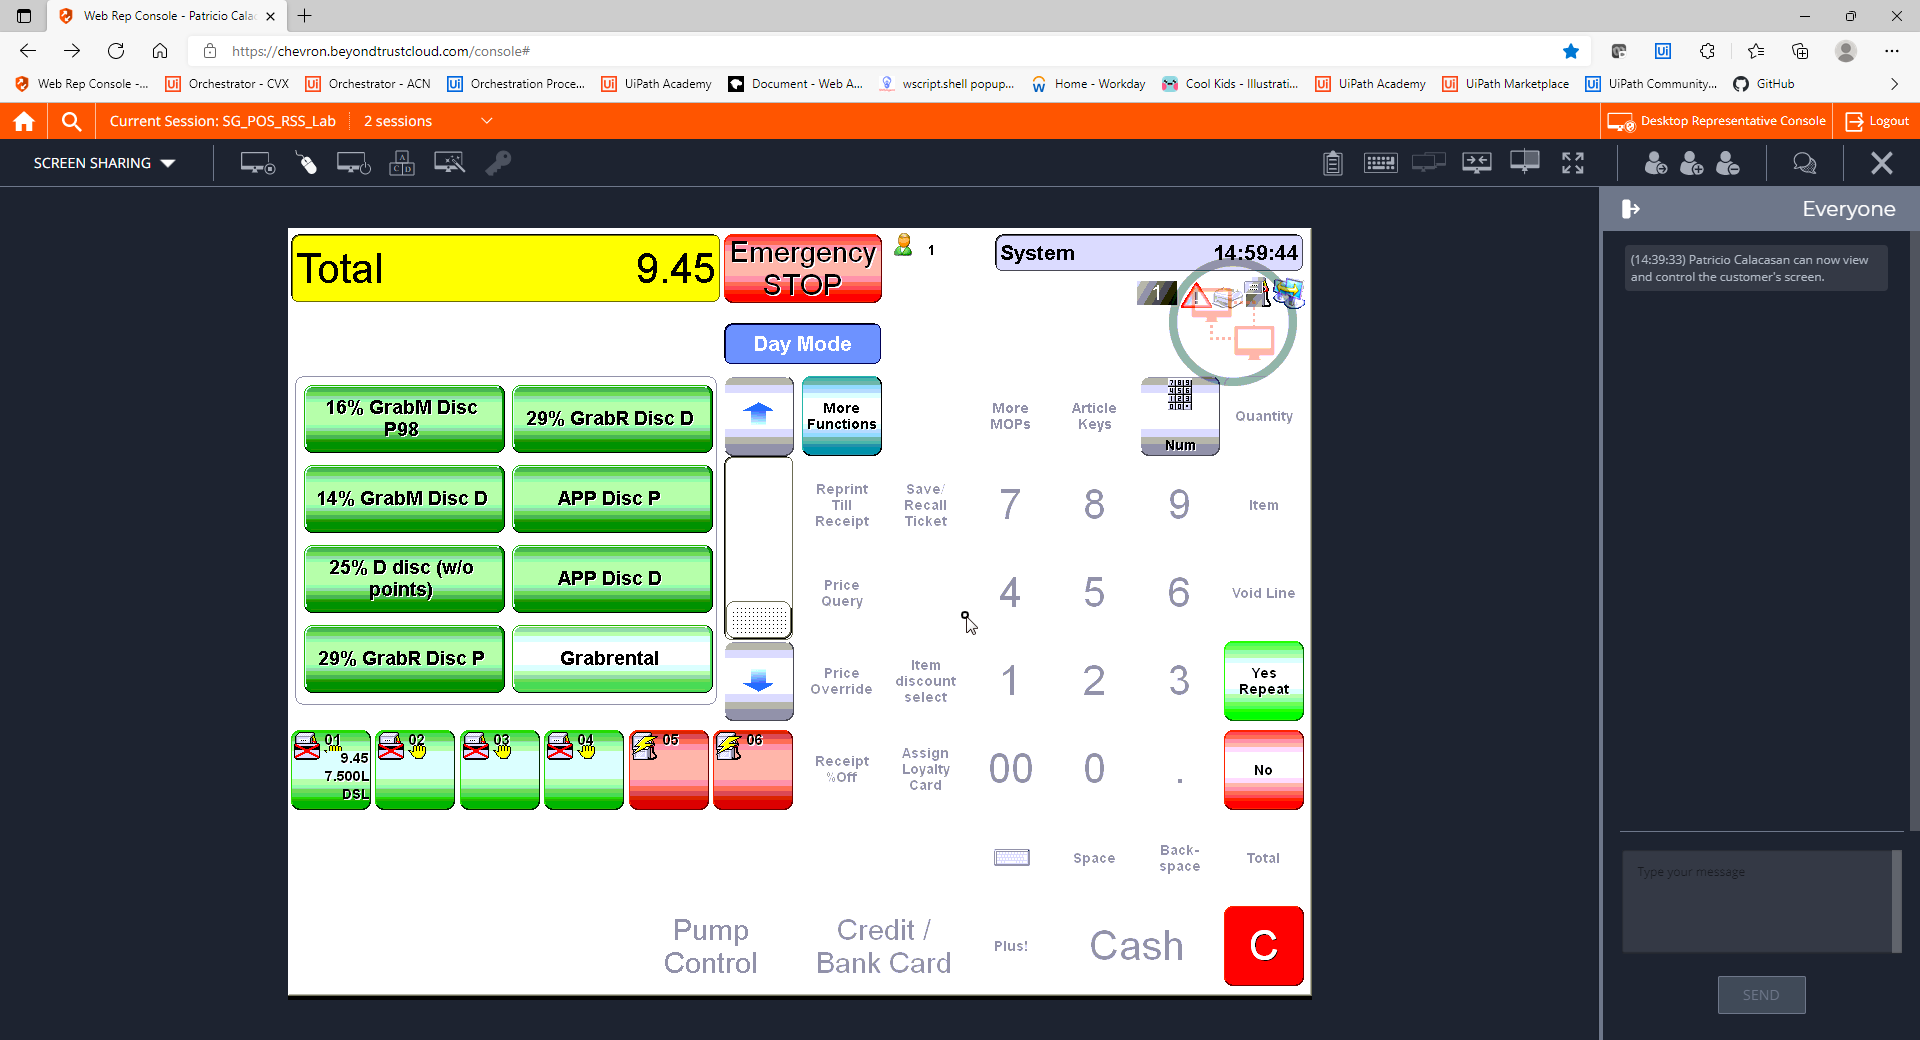 Web Rep Console - Patricio Cala
https://chevron.beyondtrustcloud.com/console#
Web Rep Console -...
Orchestrator - CVX
Orchestrator - ACN
Orchestration Proce...
UiPath Academy
Document - Web A...
wscript.shell popup...
Home - Workday
Cool Kids - Illustrati...
UiPath Academy
UiPath Marketplace
UiPath Community...
GitHub
Current Session: SG_POS_RSS_Lab
2 sessions
Desktop Representative Console
Logout
SCREEN SHARING
Everyone
(14:39:33) Patricio Calacasan can now view
and control the customer's screen.
Total 9.45
Emergency
STOP
1
System 14:59:44
1
Day Mode
16% GrabM Disc
P98
29% GrabR Disc D
14% GrabM Disc D
APP Disc P
25% D disc (w/o
points)
APP Disc D
29% GrabR Disc P
Grabrental
More
Functions
More
MOPs
Article
Keys
Num
Quantity
Reprint
Till
Receipt
Save/
Recall
Ticket
7
8
9
Item
Price
Query
4
5
6
Void Line
Price
Override
Item
discount
select
1
2
3
Yes
Repeat
01
9.45
7.500L
DSL
02
03
04
05
06
Receipt
%Off
Assign
Loyalty
Card
00
0
.
No
Space
Back-
space
Total
Pump
Control
Credit /
Bank Card
Plus!
Cash
C
Type your message
SEND